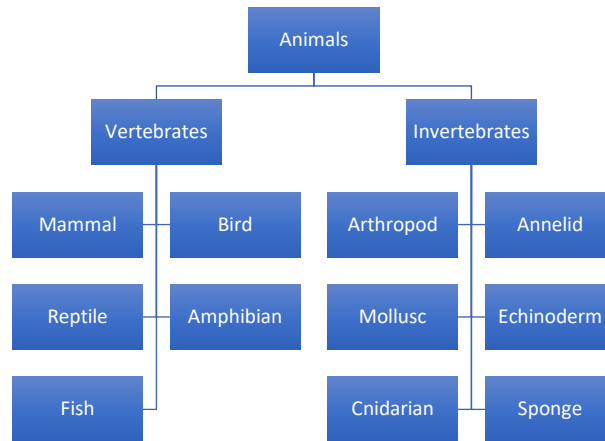 Animals
Vertebrates
Invertebrates
Mammal
Bird
Arthropod
Annelid
Reptile
Amphibian
Mollusc
Echinoderm
Fish
Cnidarian
Sponge